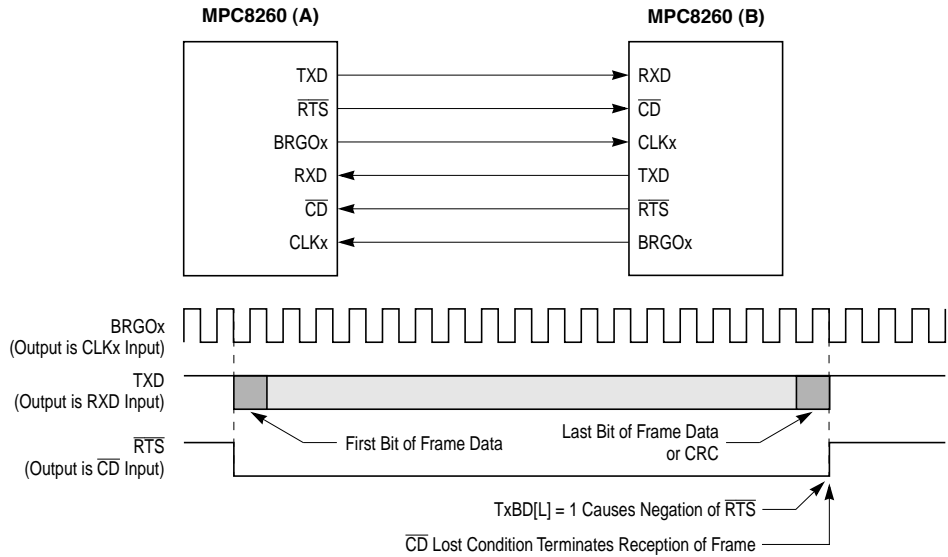 MPC8260 (A)
MPC8260 (B)
TXD
RXD
RTS
CD
BRGOx
CLKx
RXD
TXD
CD
RTS
CLKx
BRGOx
BRGOx
(Output is CLKx Input)
TXD
(Output is RXD Input)
First Bit of Frame Data
Last Bit of Frame Data
or CRC
RTS
(Output is CD Input)
TxBD[L] = 1 Causes Negation of RTS
CD Lost Condition Terminates Reception of Frame